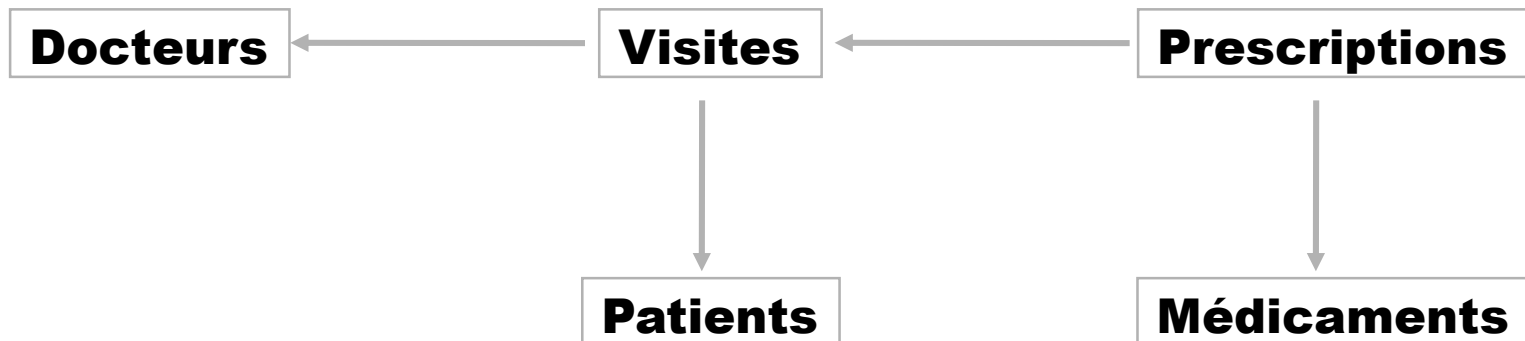 Docteurs
Visites
Prescriptions
Patients
Médicaments